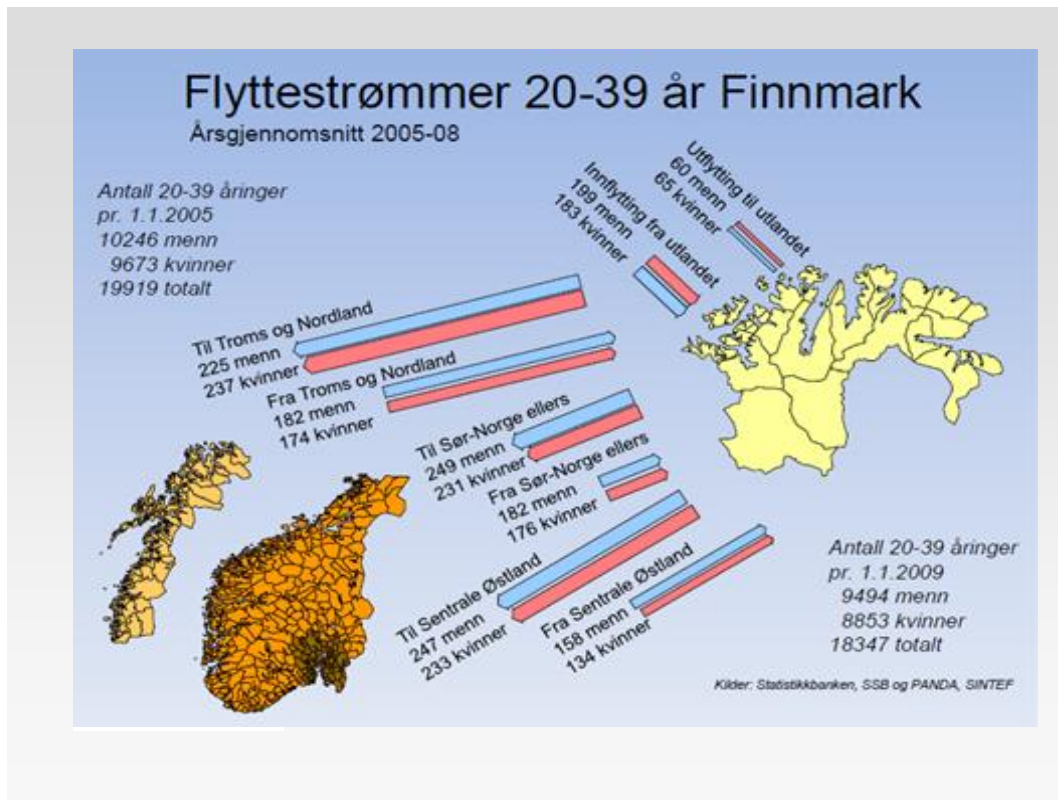 Flyttestrømmer 20-39 år Finnmark
Årsgjennomsnitt 2005-08
Antall 20-39 åringer
pr. 1.1.2005
10246 menn
9673 kvinner
19919 totalt
Utflytting til utlandet
60 menn
65 kvinner
Innflytting fra utlandet
199 menn
183 kvinner
Til Troms og Nordland
225 menn
237 kvinner
Fra Troms og Nordland
182 menn
174 kvinner
Til Sør-Norge ellers
249 menn
231 kvinner
Fra Sør-Norge ellers
182 menn
176 kvinner
Til Sentrale Østland
247 menn
233 kvinner
Fra Sentrale Østland
158 menn
134 kvinner
Antall 20-39 åringer
pr. 1.1.2009
9494 menn
8853 kvinner
18347 totalt
Kilder: Statistikkbanken, SSB og PANDA, SINTEF